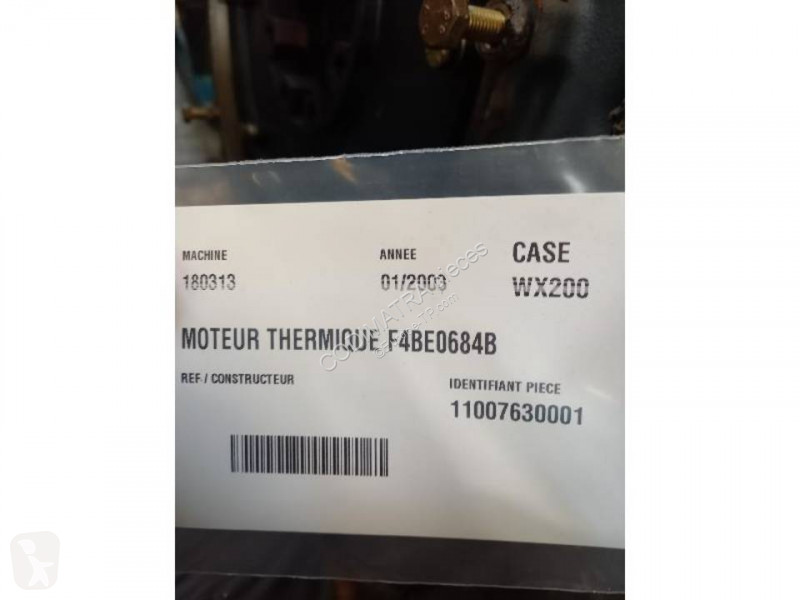 MACHINE ANNEE CASE
180313 01/2003 WX200
MOTEUR THERMIQUE F4BE0684B
REF / CONSTRUCTEUR IDENTIFIANT PIECE
11007630001